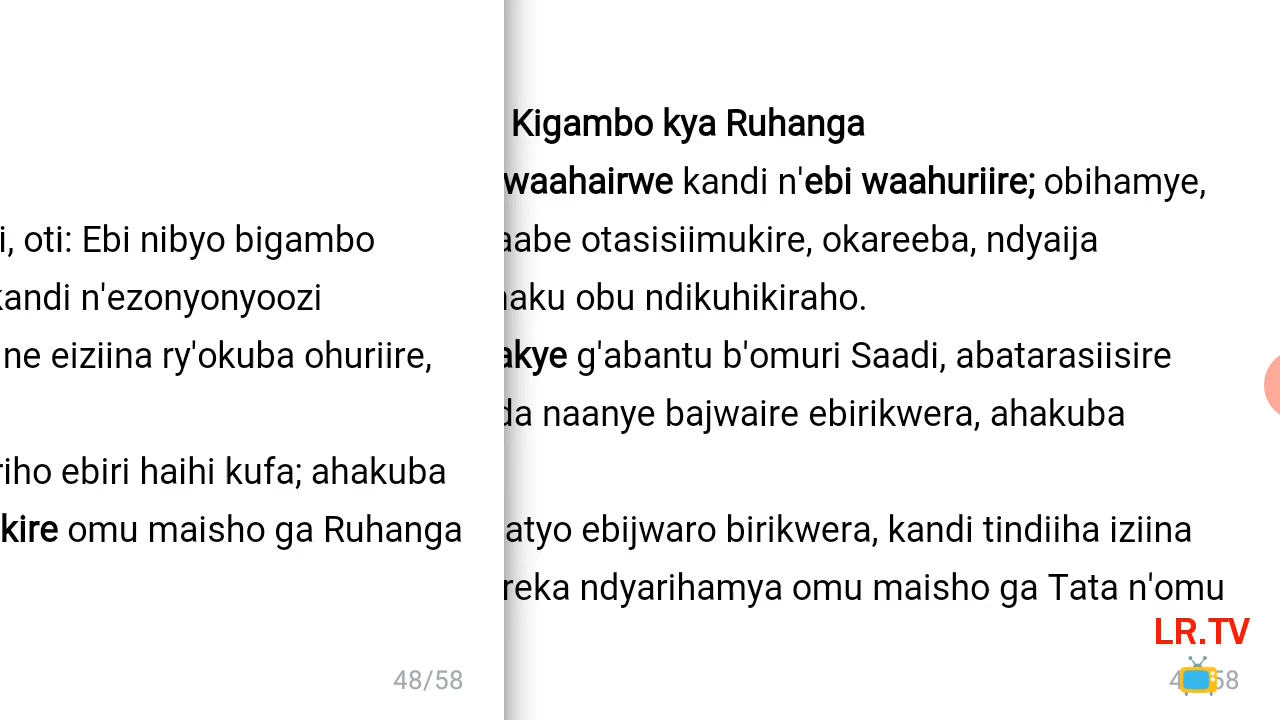 i, oti: Ebi nibyo bigambo
kandi n'ezonyonyoozi
ne eiziina ry'okuba ohuriire,
riho ebiri haihi kufa; ahakuba
kire omu maisho ga Ruhanga
48/58
Kigambo kya Ruhanga
waahairwe kandi n'ebi waahuriire; obihamye,
aabe otasisiimukire, okareeba, ndyaija
haku obu ndikuhikiraho.
akye g'abantu b'omuri Saadi, abatarasiisire
da naanye bajwaire ebirikwera, ahakuba
atyo ebijwaro birikwera, kandi tindiiha iziina
reka ndyarihamya omu maisho ga Tata n'omu
LR.TV